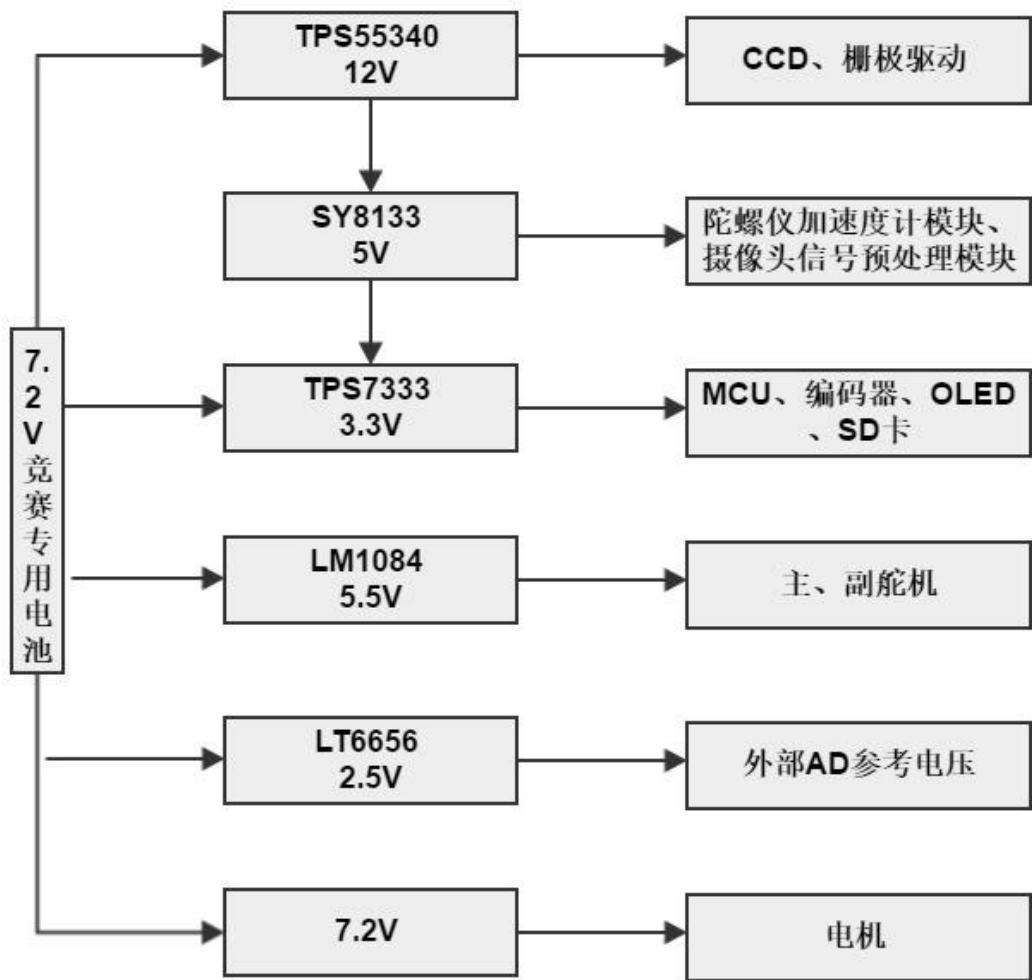 TPS55340
12V
CCD、栅极驱动
SY8133
5V
陀螺仪加速度计模块、
摄像头信号预处理模块
7.
2
V
竞
赛
专
用
电
池
TPS7333
3.3V
MCU、编码器、OLED
、SD卡
LM1084
5.5V
主、副舵机
LT6656
2.5V
外部AD参考电压
7.2V
电机